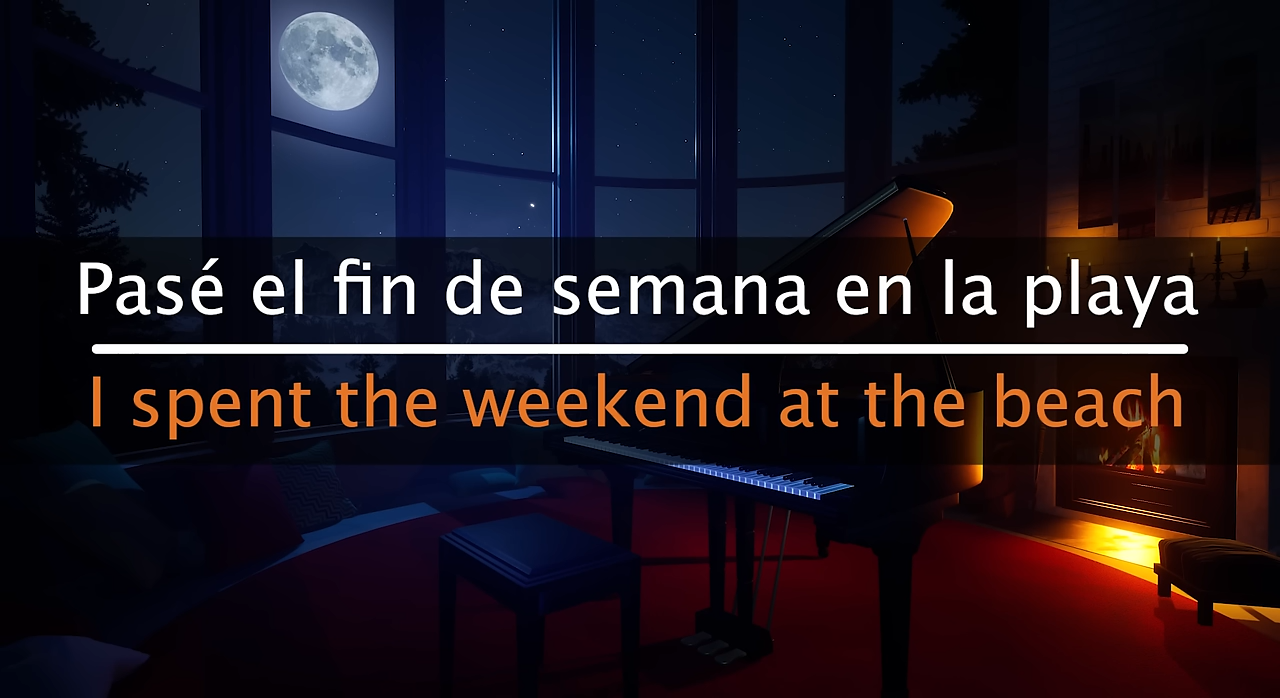 Pasé el fin de semana en la playa
I spent the weekend at the beach